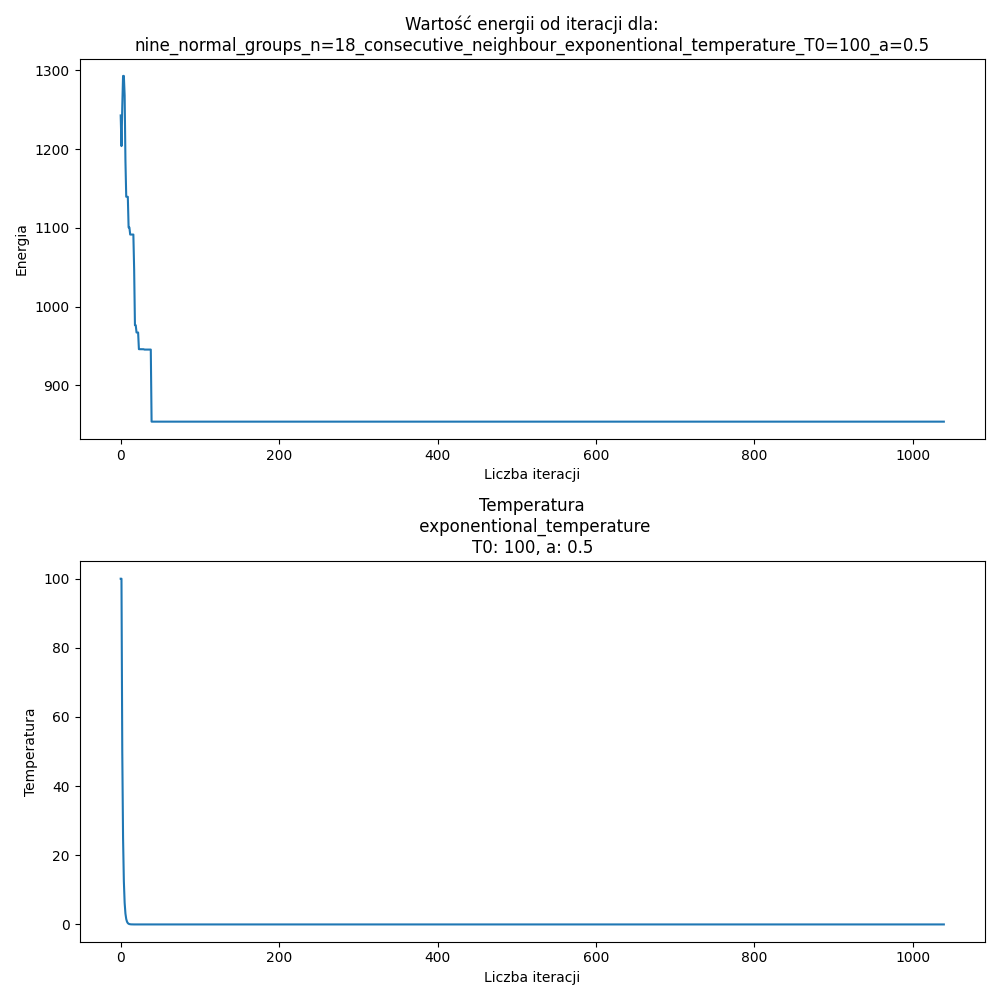 Wartość energii od iteracji dla:
nine_normal_groups_n=18_consecutive_neighbour_exponentional_temperature_T0=100_a=0.5
1300
1200
1100
1000
900
Energia
0 200 400 600 800 1000
Liczba iteracji
Temperatura
exponentional_temperature
T0: 100, a: 0.5
100
80
60
40
20
0
Temperatura
0 200 400 600 800 1000
Liczba iteracji